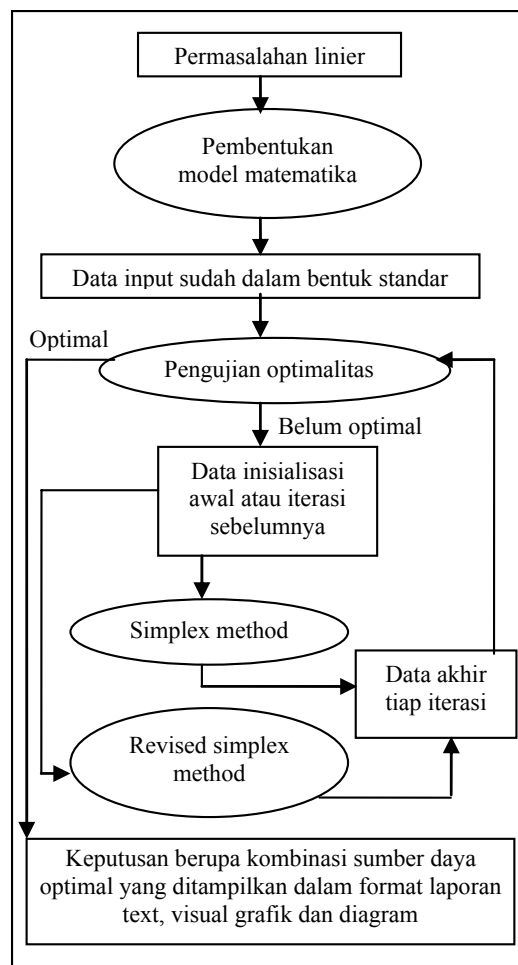 Permasalahan linier
Pembentukan
model matematika
Data input sudah dalam bentuk standar
Optimal
Pengujian optimalitas
Belum optimal
Data inisialisasi
awal atau iterasi
sebelumnya
Simplex method
Data akhir
tiap iterasi
Revised simplex
method
Keputusan berupa kombinasi sumber daya
optimal yang ditampilkan dalam format laporan
text, visual grafik dan diagram